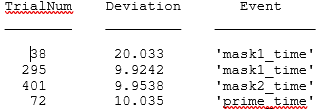 TrialNum Deviation Event
38 20.033 'mask1_time'
295 9.9242 'mask1_time'
401 9.9538 'mask2_time'
72 10.035 'prime_time'